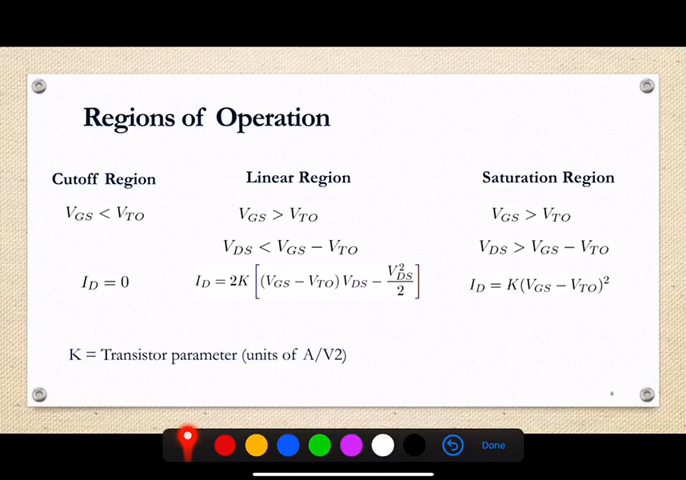 Regions of Operation
Cutoff Region Linear Region Saturation Region
V_GS < V_TO V_GS > V_TO V_GS > V_TO
V_DS < V_GS − V_TO V_DS > V_GS − V_TO
I_D = 0 I_D = 2K [(V_GS − V_TO) V_DS − V_DS²/2] I_D = K(V_GS − V_TO)²
K = Transistor parameter (units of A/V2)
8
Done